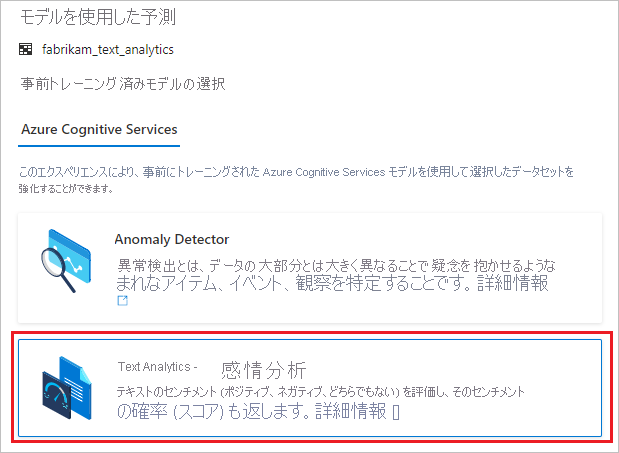 モデルを使用した予測
fabrikam_text_analytics
事前トレーニング済みモデルの選択
Azure Cognitive Services
このエクスペリエンスにより、事前にトレーニングされた Azure Cognitive Services モデルを使用して選択したデータセットを
強化することができます。
Anomaly Detector
異常検出とは、データの大部分とは大きく異なることで疑念を抱かせるような
まれなアイテム、イベント、観察を特定することです。詳細情報
Text Analytics - 感情分析
テキストのセンチメント (ポジティブ、ネガティブ、どちらでもない) を評価し、そのセンチメント
の確率 (スコア) も返します。詳細情報 []